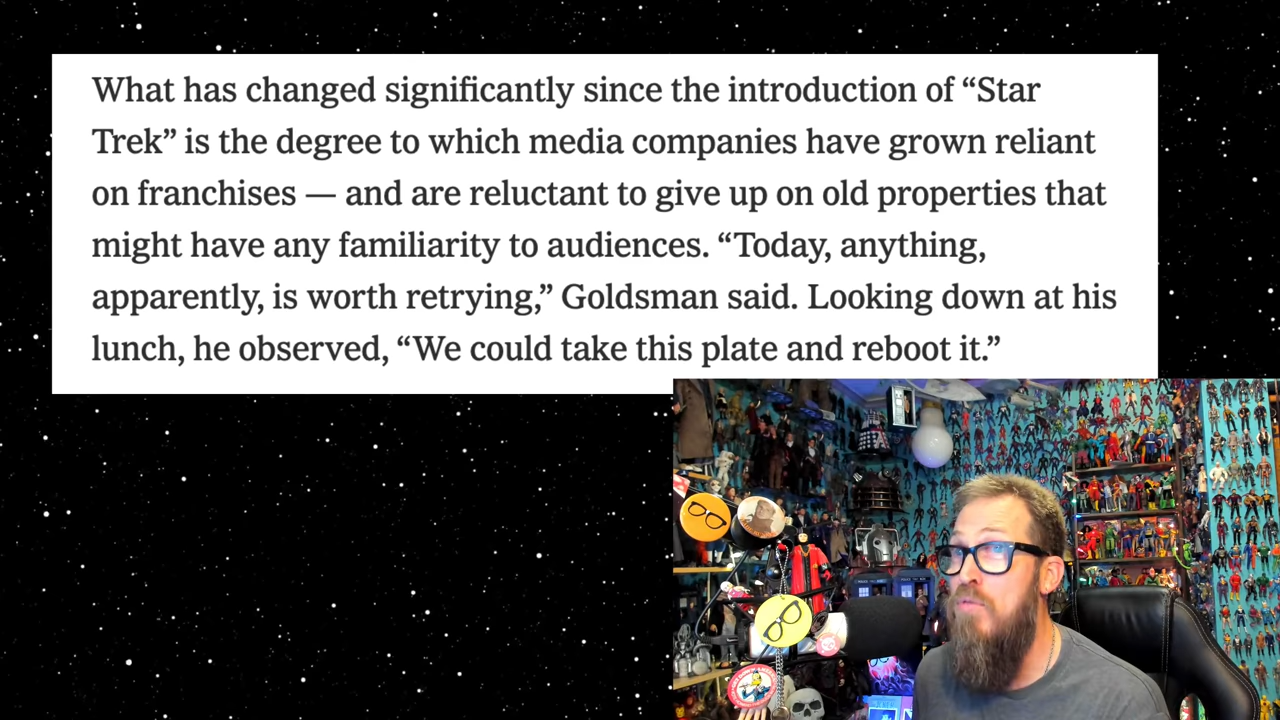 What has changed significantly since the introduction of “Star
Trek” is the degree to which media companies have grown reliant
on franchises — and are reluctant to give up on old properties that
might have any familiarity to audiences. “Today, anything,
apparently, is worth retrying,” Goldsman said. Looking down at his
lunch, he observed, “We could take this plate and reboot it.”